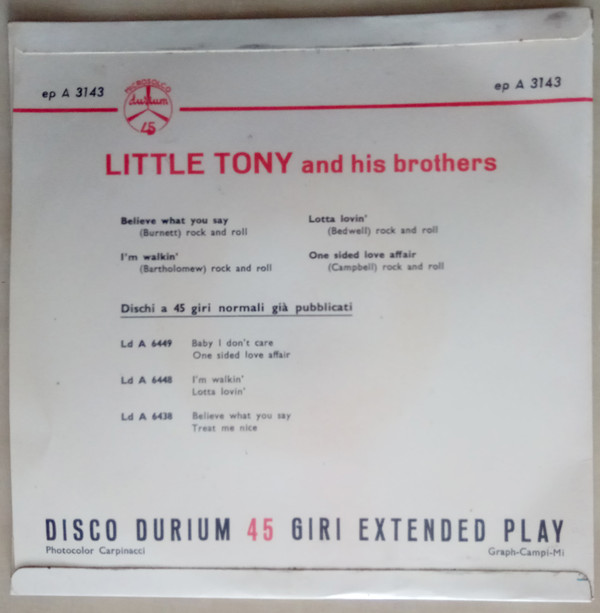 ep A 3143
ep A 3143
MICROSOLCO
durium
45
LITTLE TONY and his brothers
Believe what you say
(Burnett) rock and roll
I'm walkin'
(Bartholomew) rock and roll
Lotta lovin'
(Bedwell) rock and roll
One sided love affair
(Campbell) rock and roll
Dischi a 45 giri normali già pubblicati
Ld A 6449 Baby I don't care
One sided love affair
Ld A 6448 I'm walkin'
Lotta lovin'
Ld A 6438 Believe what you say
Treat me nice
DISCO DURIUM 45 GIRI EXTENDED PLAY
Photocolor Carpinacci
Graph-Campi-Mi